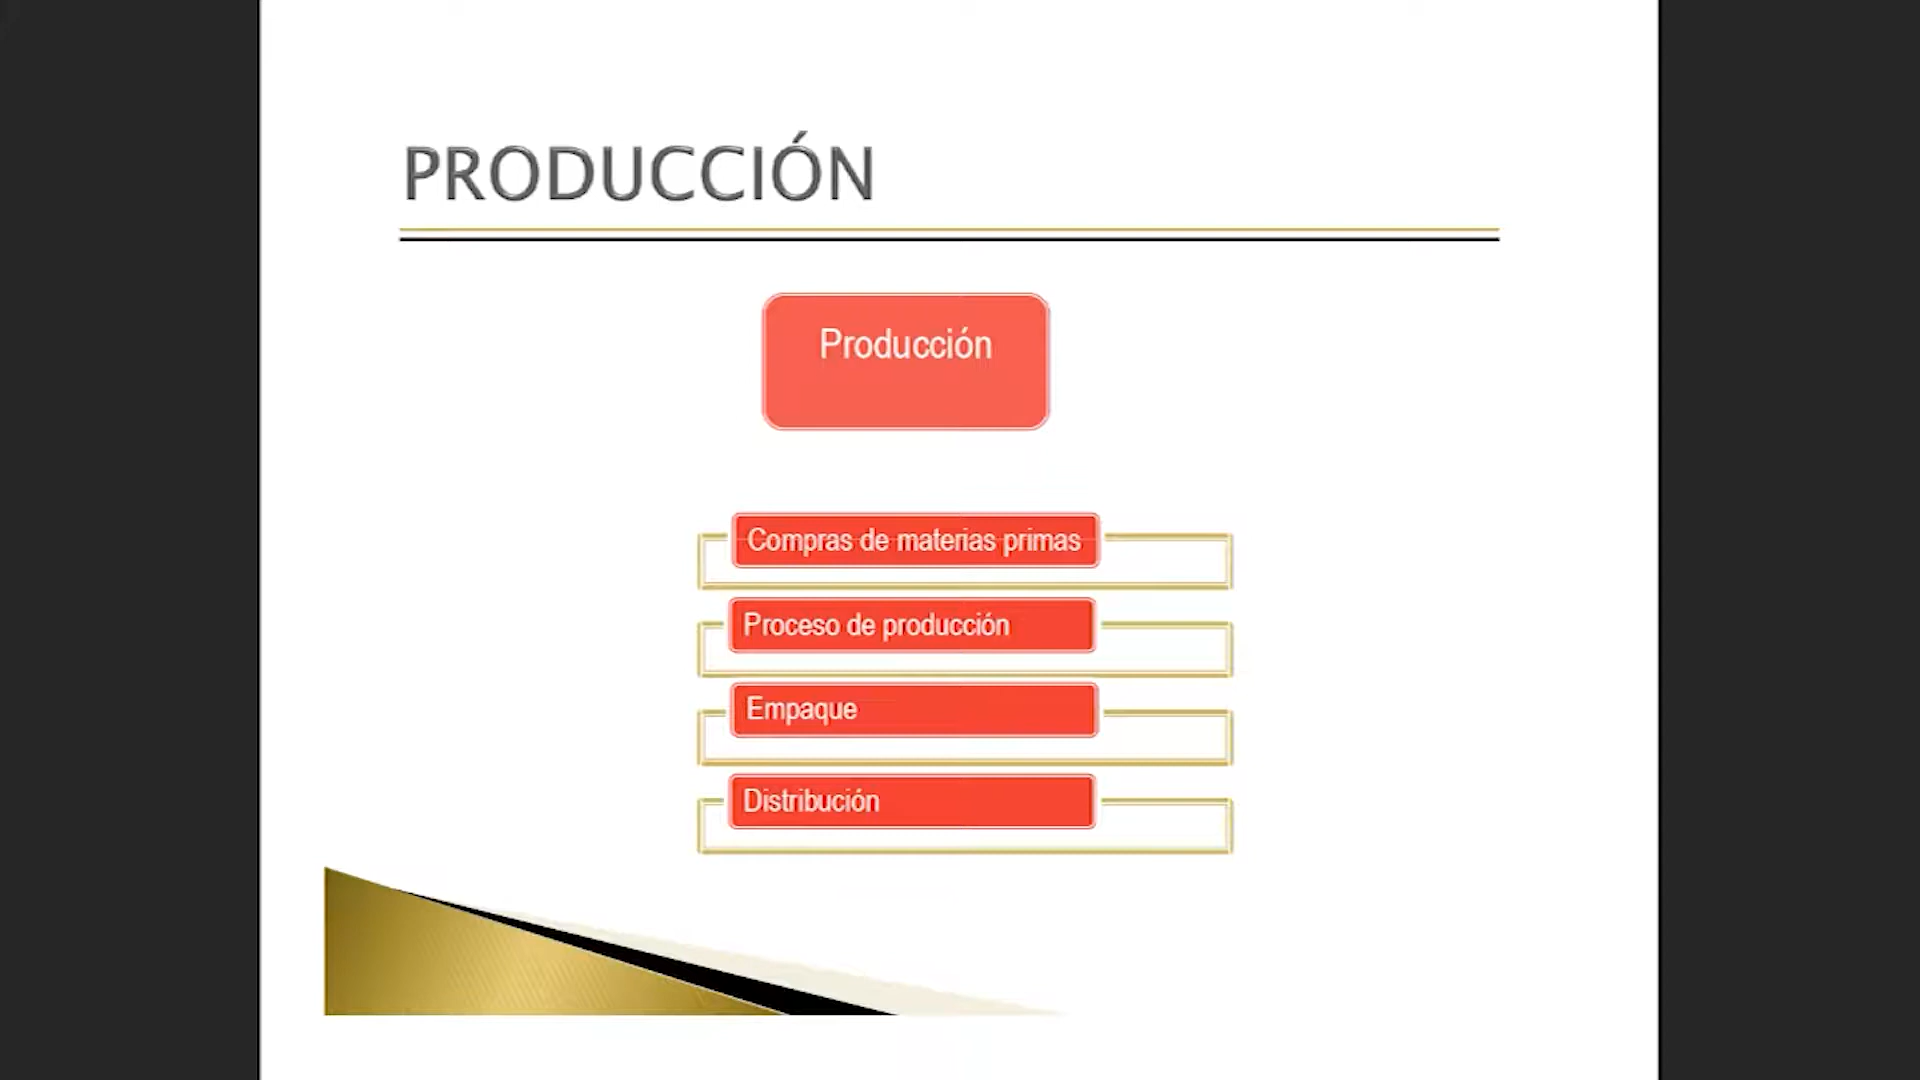 PRODUCCIÓN
Producción
Compras de materias primas
Proceso de producción
Empaque
Distribución